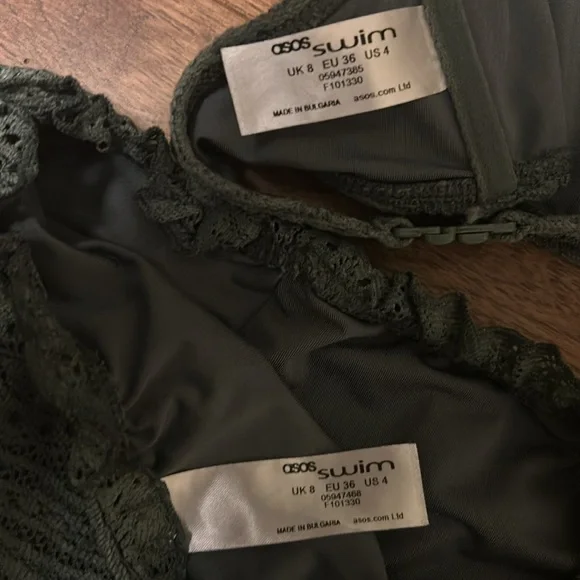 asos swim
UK 8 EU 36 US 4
05947385
F101330
MADE IN BULGARIA asos.com Ltd
asos swim
UK 8 EU 36 US 4
05947468
F101330
MADE IN BULGARIA asos.com Ltd